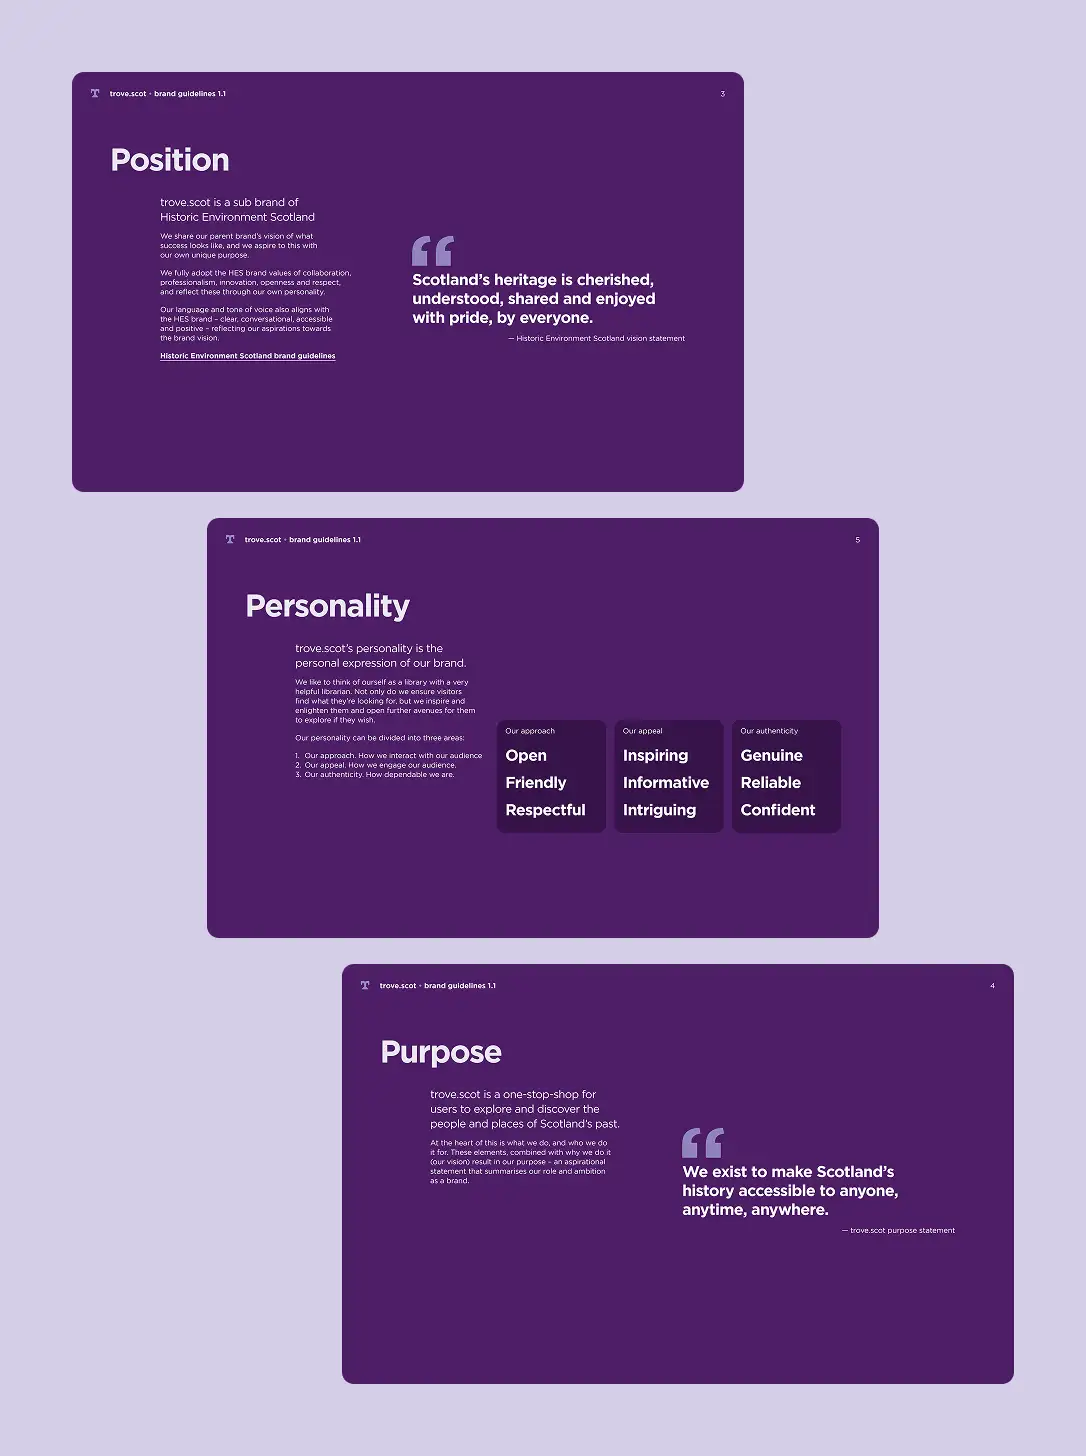 trove.scot • brand guidelines 1.1
3
Position
trove.scot is a sub brand of
Historic Environment Scotland
We share our parent brand's vision of what
success looks like, and we aspire to this with
our own unique purpose.
We fully adopt the HES brand values of collaboration,
professionalism, innovation, openness and respect,
and reflect these through our own personality.
Our language and tone of voice also aligns with
the HES brand – clear, conversational, accessible
and positive – reflecting our aspirations towards
the brand vision.
Historic Environment Scotland brand guidelines
“
Scotland's heritage is cherished,
understood, shared and enjoyed
with pride, by everyone.
— Historic Environment Scotland vision statement
trove.scot • brand guidelines 1.1
5
Personality
trove.scot's personality is the
personal expression of our brand.
We like to think of ourself as a library with a very
helpful librarian. Not only do we ensure visitors
find what they're looking for, but we inspire and
enlighten them and open further avenues for them
to explore if they wish.
Our personality can be divided into three areas:
1. Our approach. How we interact with our audience
2. Our appeal. How we engage our audience.
3. Our authenticity. How dependable we are.
Our approach
Open
Friendly
Respectful
Our appeal
Inspiring
Informative
Intriguing
Our authenticity
Genuine
Reliable
Confident
trove.scot • brand guidelines 1.1
4
Purpose
trove.scot is a one-stop-shop for
users to explore and discover the
people and places of Scotland's past.
At the heart of this is what we do, and who we do
it for. These elements, combined with why we do it
(our vision) result in our purpose – an aspirational
statement that summarises our role and ambition
as a brand.
“
We exist to make Scotland's
history accessible to anyone,
anytime, anywhere.
— trove.scot purpose statement